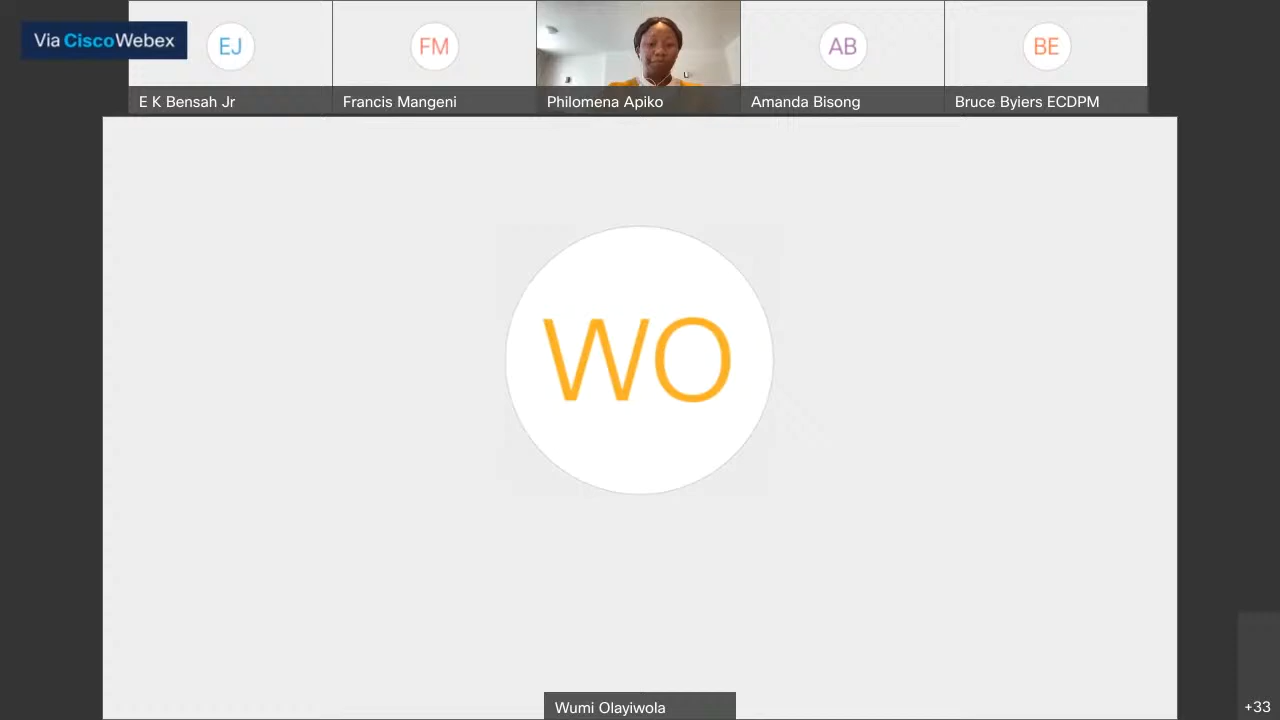 Via CiscoWebex
EJ
FM
AB
BE
E K Bensah Jr
Francis Mangeni
Philomena Apiko
Amanda Bisong
Bruce Byiers ECDPM
WO
Wumi Olayiwola
+33